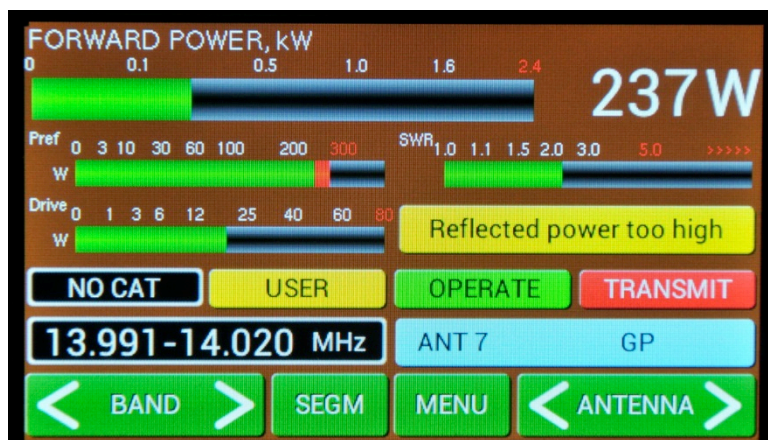 FORWARD POWER, kW
0 0.1 0.5 1.0 1.6 2.4
237 W
Pref W 0 3 10 30 60 100 200 300
SWR 1.0 1.1 1.5 2.0 3.0 5.0 >>>>>
Drive W 0 1 3 6 12 25 40 60 80
Reflected power too high
NO CAT USER OPERATE TRANSMIT
13.991-14.020 MHz ANT 7 GP
< BAND > SEGM MENU < ANTENNA >